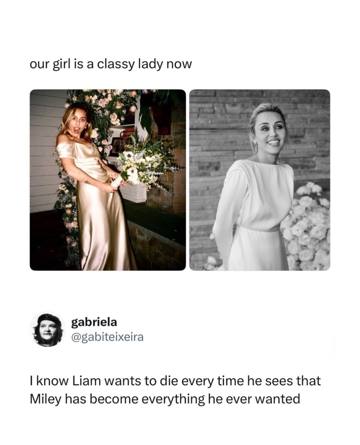 our girl is a classy lady now
gabriela
@gabiteixeira
I know Liam wants to die every time he sees that
Miley has become everything he ever wanted